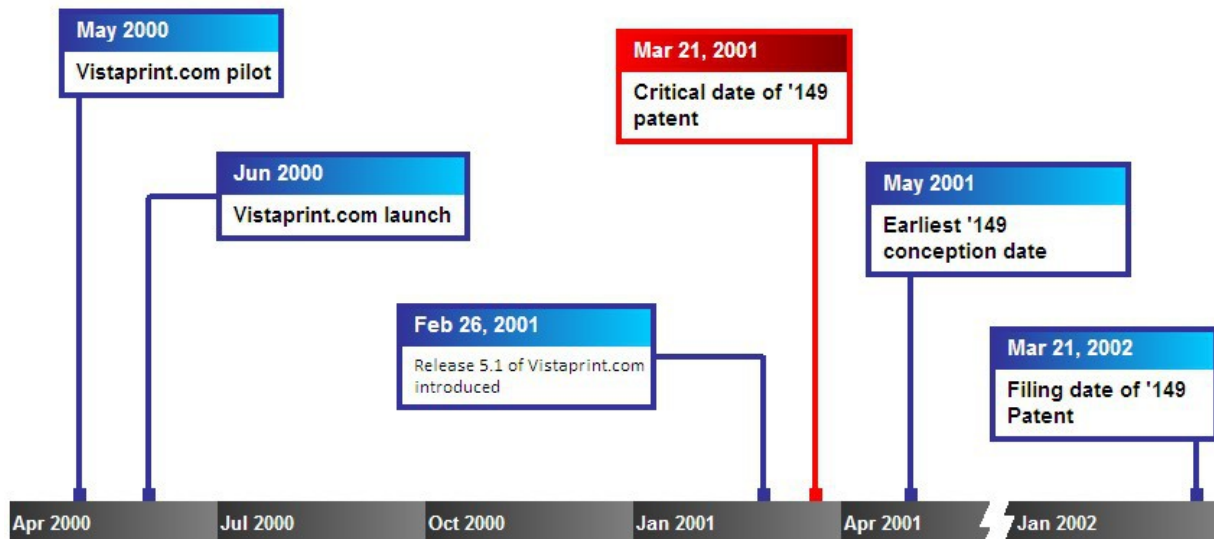 May 2000
Vistaprint.com pilot
Jun 2000
Vistaprint.com launch
Feb 26, 2001
Release 5.1 of Vistaprint.com
introduced
Mar 21, 2001
Critical date of '149
patent
May 2001
Earliest '149
conception date
Mar 21, 2002
Filing date of '149
Patent
Apr 2000
Jul 2000
Oct 2000
Jan 2001
Apr 2001
Jan 2002